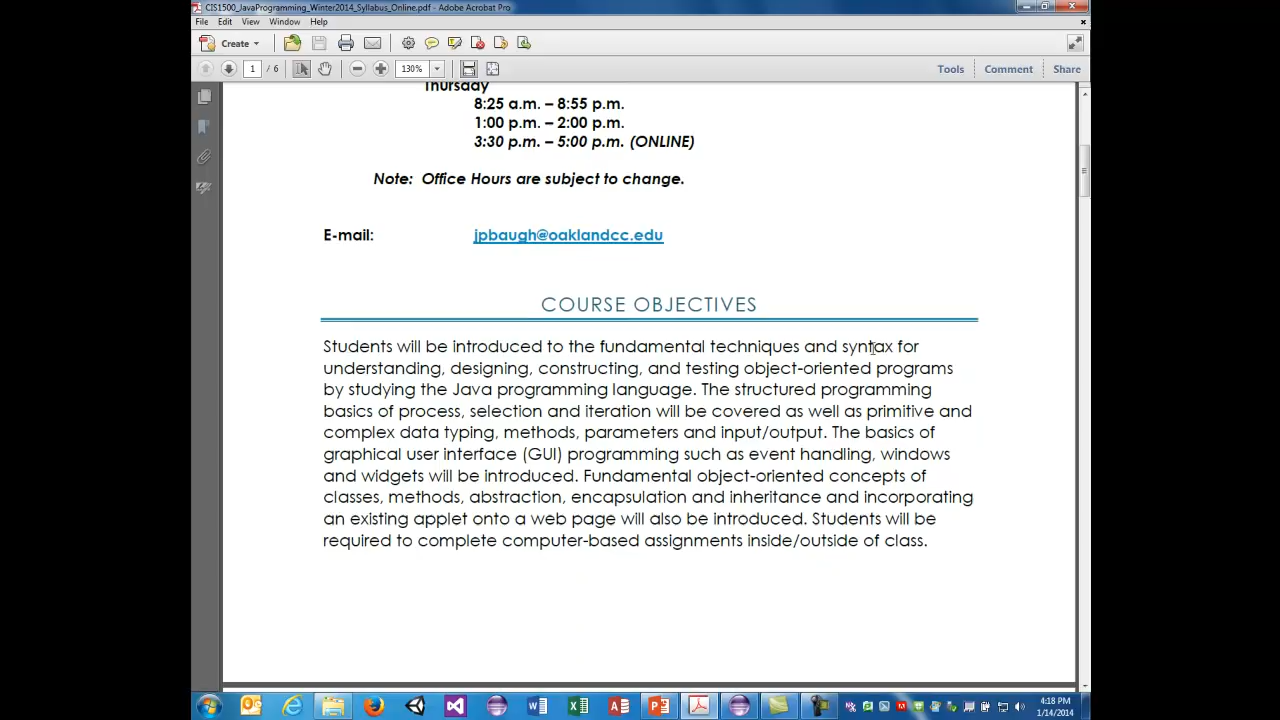 CIS1500_JavaProgramming_Winter2014_Syllabus_Online.pdf - Adobe Acrobat Pro
File Edit View Window Help
Create
1 / 6 130% Tools Comment Share
Thursday
8:25 a.m. – 8:55 p.m.
1:00 p.m. – 2:00 p.m.
3:30 p.m. – 5:00 p.m. (ONLINE)
Note: Office Hours are subject to change.
E-mail: jpbaugh@oaklandcc.edu
COURSE OBJECTIVES
Students will be introduced to the fundamental techniques and syntax for
understanding, designing, constructing, and testing object-oriented programs
by studying the Java programming language. The structured programming
basics of process, selection and iteration will be covered as well as primitive and
complex data typing, methods, parameters and input/output. The basics of
graphical user interface (GUI) programming such as event handling, windows
and widgets will be introduced. Fundamental object-oriented concepts of
classes, methods, abstraction, encapsulation and inheritance and incorporating
an existing applet onto a web page will also be introduced. Students will be
required to complete computer-based assignments inside/outside of class.
4:18 PM
1/14/2014